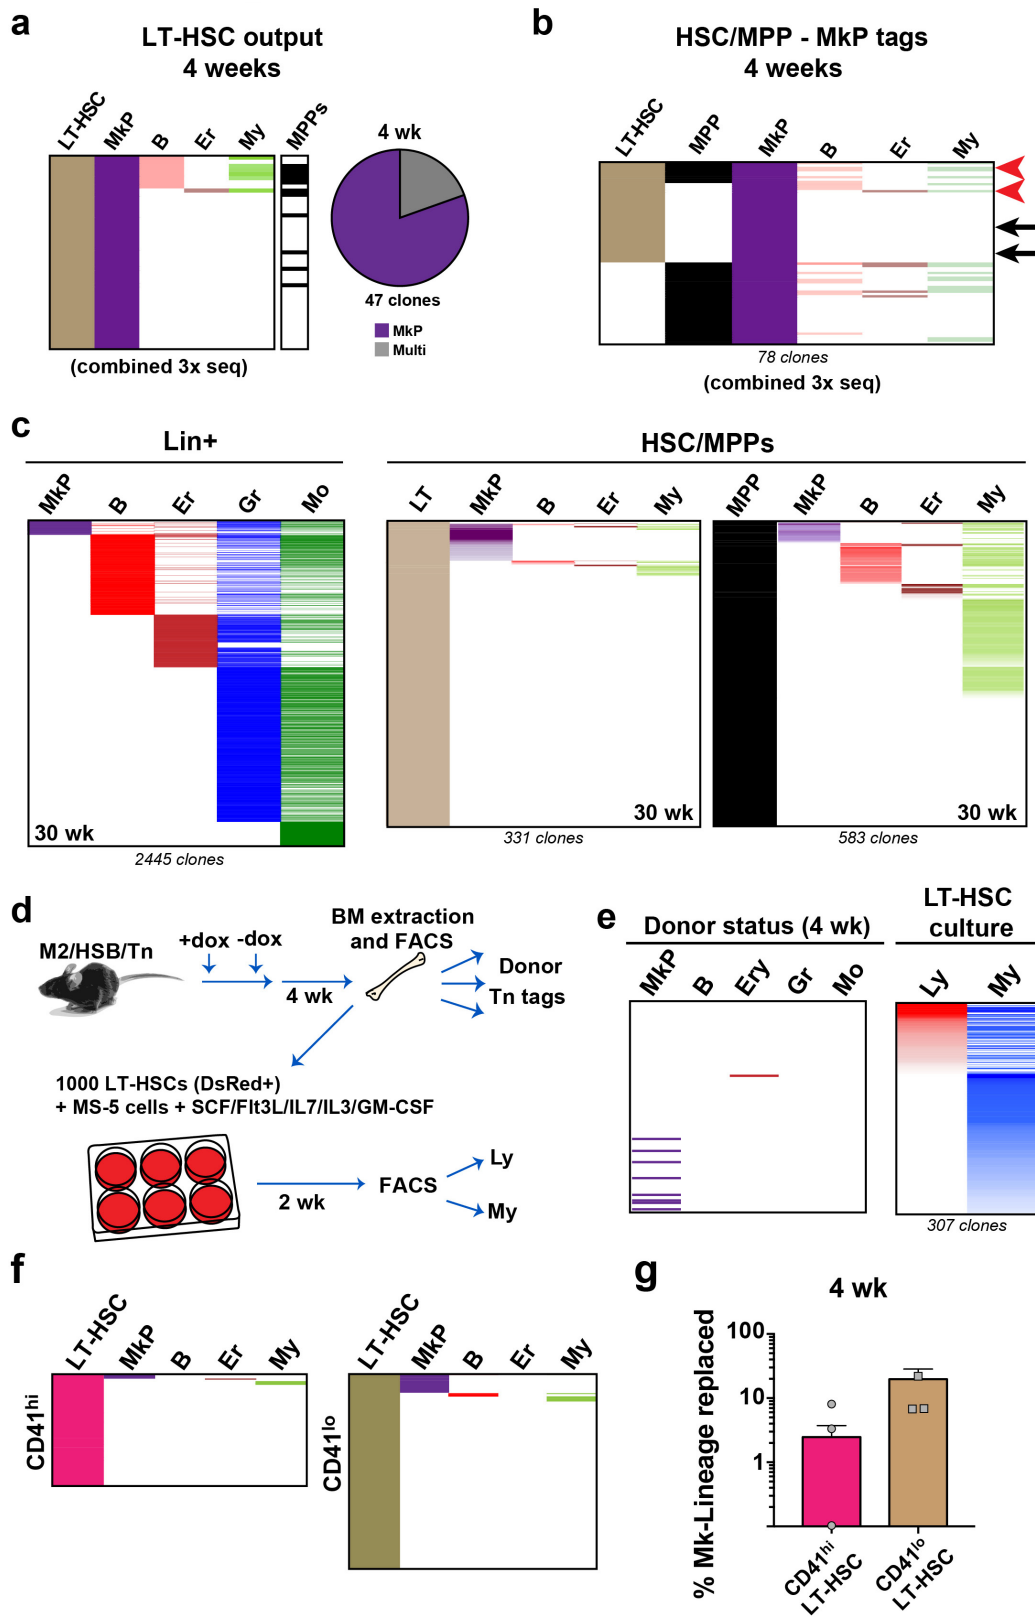 a
LT-HSC output
4 weeks
LT-HSC
MkP
B
Er
My
MPPs
4 wk
47 clones
MkP
Multi
(combined 3x seq)
b
HSC/MPP - MkP tags
4 weeks
LT-HSC
MPP
MkP
B
Er
My
78 clones
(combined 3x seq)
c
Lin+
MkP
B
Er
Gr
Mo
30 wk
2445 clones
HSC/MPPs
LT
MkP
B
Er
My
331 clones
30 wk
MPP
MkP
B
Er
My
30 wk
583 clones
d
M2/HSB/Tn
+dox -dox
4 wk
BM extraction
and FACS
Donor
Tn tags
1000 LT-HSCs (DsRed+)
+ MS-5 cells + SCF/Flt3L/IL7/IL3/GM-CSF
2 wk
FACS
Ly
My
e
Donor status (4 wk)
MkP
B
Ery
Gr
Mo
LT-HSC
culture
Ly
My
307 clones
f
CD41hi
LT-HSC
MkP
B
Er
My
CD41lo
LT-HSC
MkP
B
Er
My
g
4 wk
% Mk-Lineage replaced
100
10
1
CD41hi
LT-HSC
CD41lo
LT-HSC